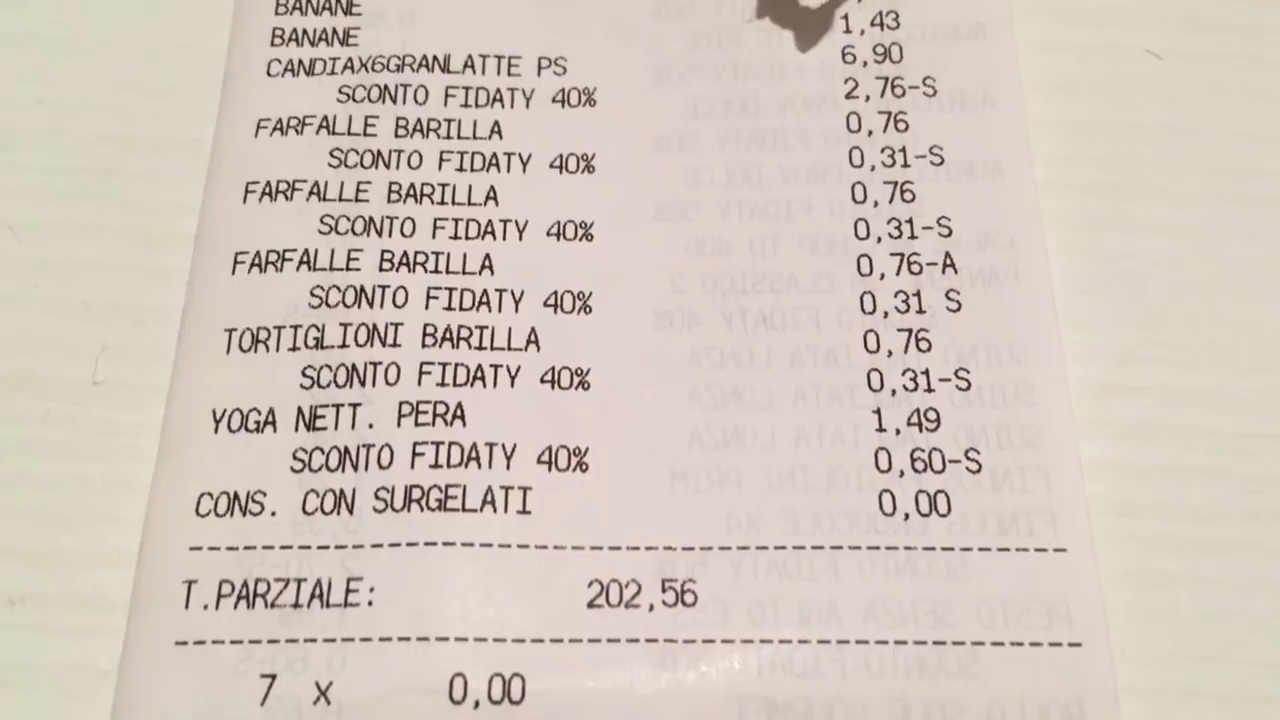 BANANE
BANANE 1,43
CANDIAX6GRANLATTE PS 6,90
SCONTO FIDATY 40% 2,76-S
FARFALLE BARILLA 0,76
SCONTO FIDATY 40% 0,31-S
FARFALLE BARILLA 0,76
SCONTO FIDATY 40% 0,31-S
FARFALLE BARILLA 0,76-A
SCONTO FIDATY 40% 0,31 S
TORTIGLIONI BARILLA 0,76
SCONTO FIDATY 40% 0,31-S
YOGA NETT. PERA 1,49
SCONTO FIDATY 40% 0,60-S
CONS. CON SURGELATI 0,00
T.PARZIALE: 202,56
7 x 0,00